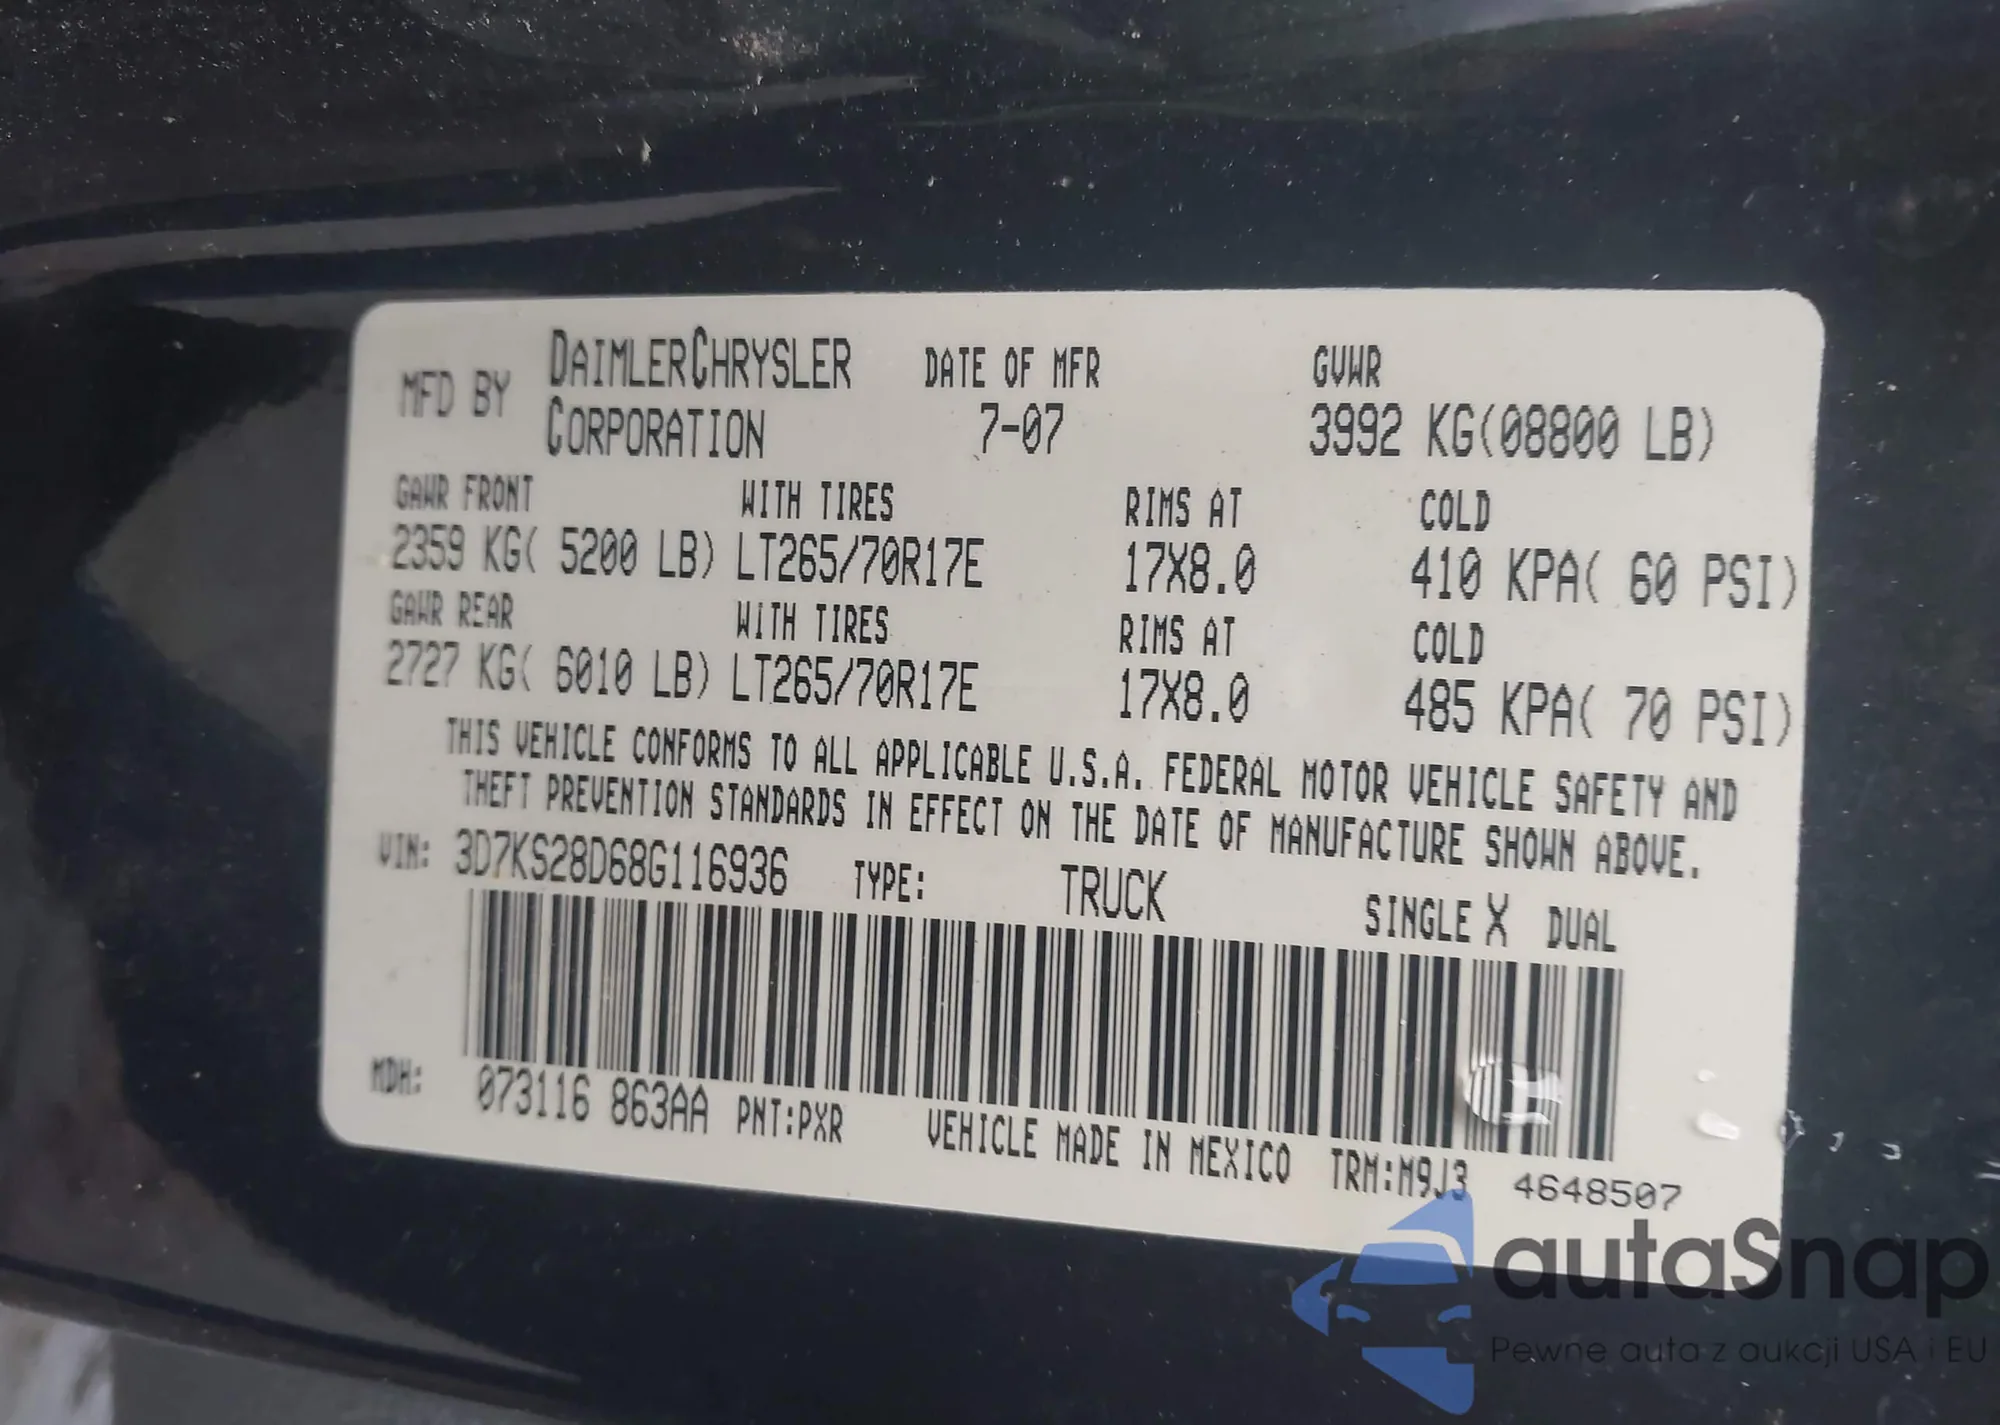 MFD BY DAIMLERCHRYSLER CORPORATION DATE OF MFR 7-07 GVWR 3992 KG(08800 LB)
GAWR FRONT WITH TIRES RIMS AT COLD
2359 KG( 5200 LB) LT265/70R17E 17X8.0 410 KPA( 60 PSI)
GAWR REAR WITH TIRES RIMS AT COLD
2727 KG( 6010 LB) LT265/70R17E 17X8.0 485 KPA( 70 PSI)
THIS VEHICLE CONFORMS TO ALL APPLICABLE U.S.A. FEDERAL MOTOR VEHICLE SAFETY AND
THEFT PREVENTION STANDARDS IN EFFECT ON THE DATE OF MANUFACTURE SHOWN ABOVE.
VIN: 3D7KS28D68G116936 TYPE: TRUCK SINGLE X DUAL
MDH: 073116 863AA PNT:PXR VEHICLE MADE IN MEXICO TRM:M9J3 4648507
autaSnap
Pewne auta z aukcji USA i EU